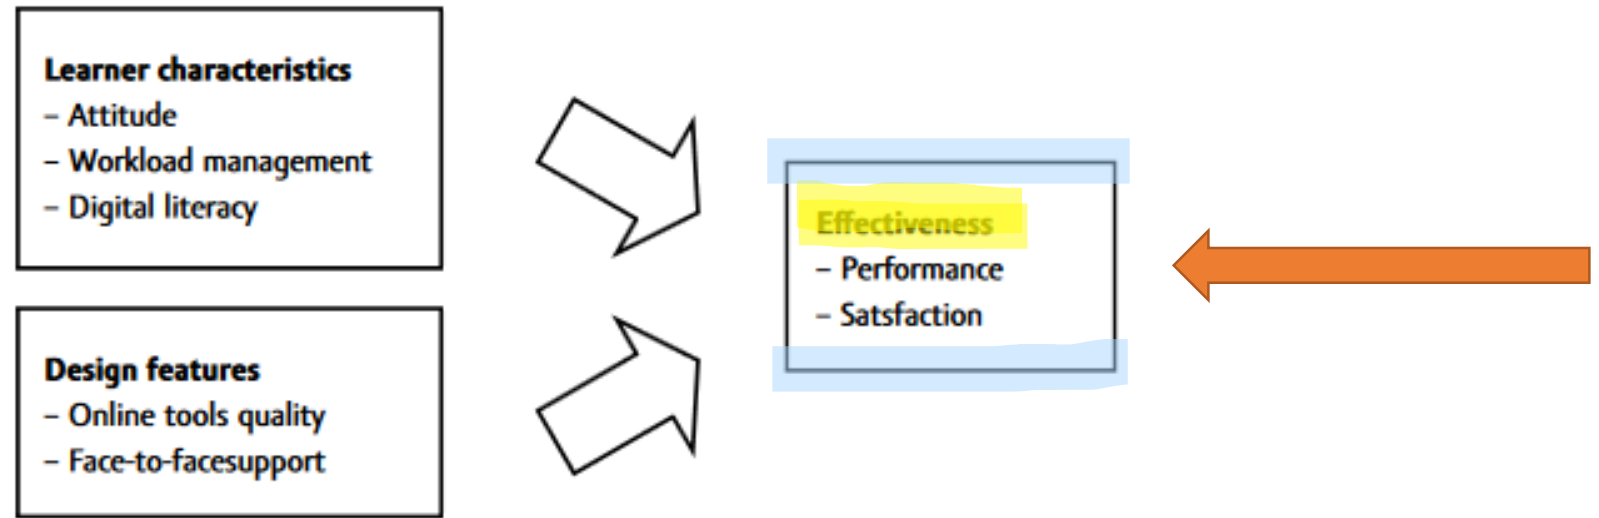 Learner characteristics
– Attitude
– Workload management
– Digital literacy
Design features
– Online tools quality
– Face-to-facesupport
Effectiveness
– Performance
– Satsfaction